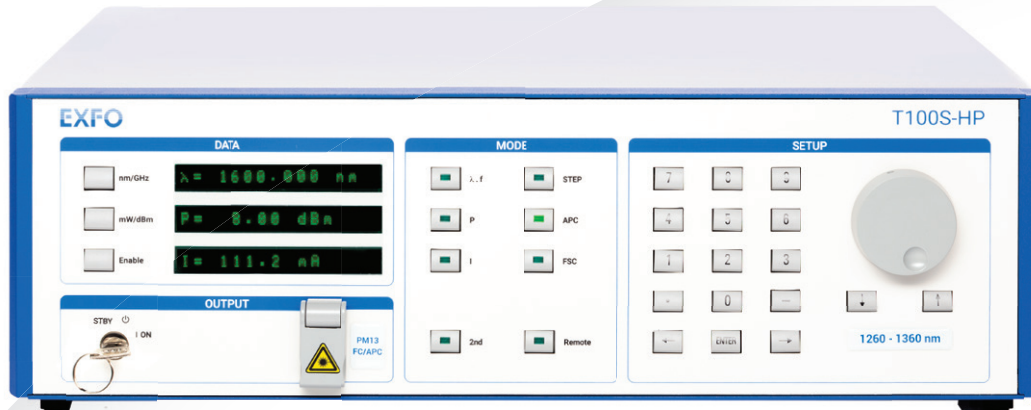 EXFO
T100S-HP
DATA
nm/GHz
λ= 1600.000 nm
mW/dBm
P= 9.00 dBm
Enable
I= 111.2 mA
OUTPUT
STBY
I ON
PM13
FC/APC
MODE
λ.f
STEP
P
APC
I
FSC
2nd
Remote
SETUP
7
8
9
4
5
6
1
2
3
.
0
—
←
ENTER
→
↓
↑
1260 - 1360 nm